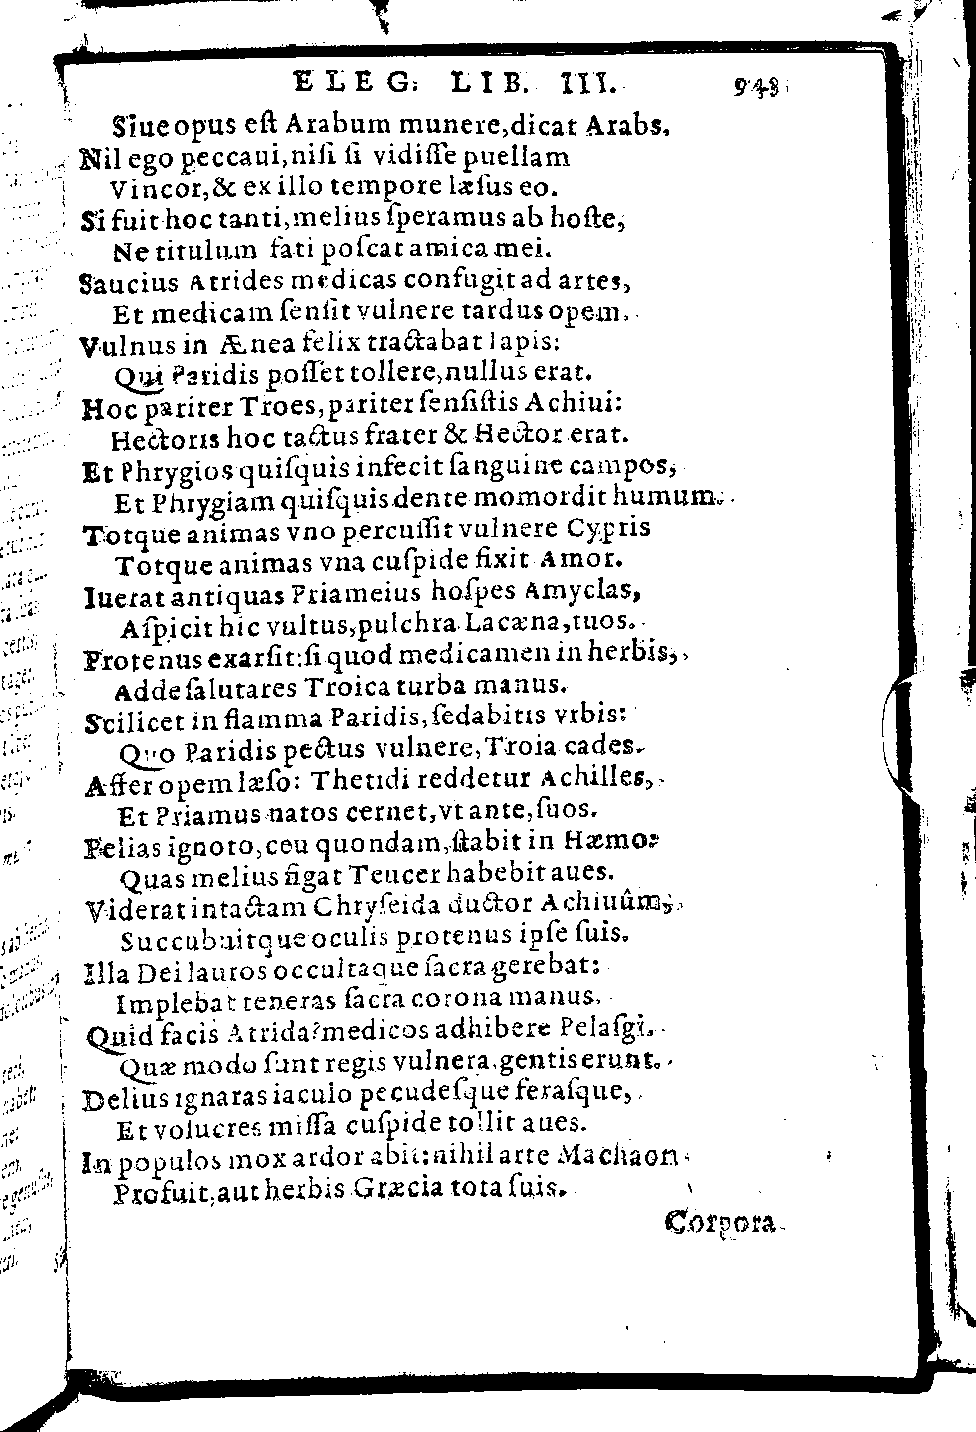 ELEG. LIB. III. 943
Siue opus eſt Arabum munere, dicat Arabs.
Nil ego peccaui, niſi ſi vidiſſe puellam
Vincor, & ex illo tempore læſus eo.
Si fuit hoc tanti, melius ſperamus ab hoſte,
Ne titulum fati poſcat amica mei.
Saucius Atrides medicas confugit ad artes,
Et medicam ſenſit vulnere tardus opem.
Vulnus in Ænea felix tractabat lapis:
Qui Paridis poſſet tollere, nullus erat.
Hoc pariter Troes, pariter ſenſiſtis Achiui:
Hectoris hoc tactus frater & Hector erat.
Et Phrygios quiſquis infecit ſanguine campos,
Et Phrygiam quiſquis dente momordit humum.
Totque animas vno percuſſit vulnere Cypris
Totque animas vna cuſpide fixit Amor.
Iuerat antiquas Priameius hoſpes Amyclas,
Aſpicit hic vultus, pulchra Lacæna, tuos.
Protenus exarſit: ſi quod medicamen in herbis,
Adde ſalutares Troica turba manus.
Scilicet in flamma Paridis, ſedabitis vrbis:
Quo Paridis pectus vulnere, Troia cades.
Affer opem læſo: Thetidi reddetur Achilles,
Et Priamus natos cernet, vt ante, ſuos.
Pelias ignoto, ceu quondam, ſtabit in Hæmo:
Quas melius figat Teucer habebit aues.
Viderat intactam Chryſeida ductor Achiuûm,
Succubuitque oculis protenus ipſe ſuis.
Illa Dei lauros occultaque ſacra gerebat:
Implebat teneras ſacra corona manus.
Quid facis Atrida? medicos adhibere Pelaſgi.
Quæ modo ſunt regis vulnera, gentis erunt.
Delius ignaras iaculo pecudeſque feraſque,
Et volucres miſſa cuſpide tollit aues.
In populos mox ardor abit: nihil arte Machaon
Profuit, aut herbis Græcia tota ſuis.
Corpora